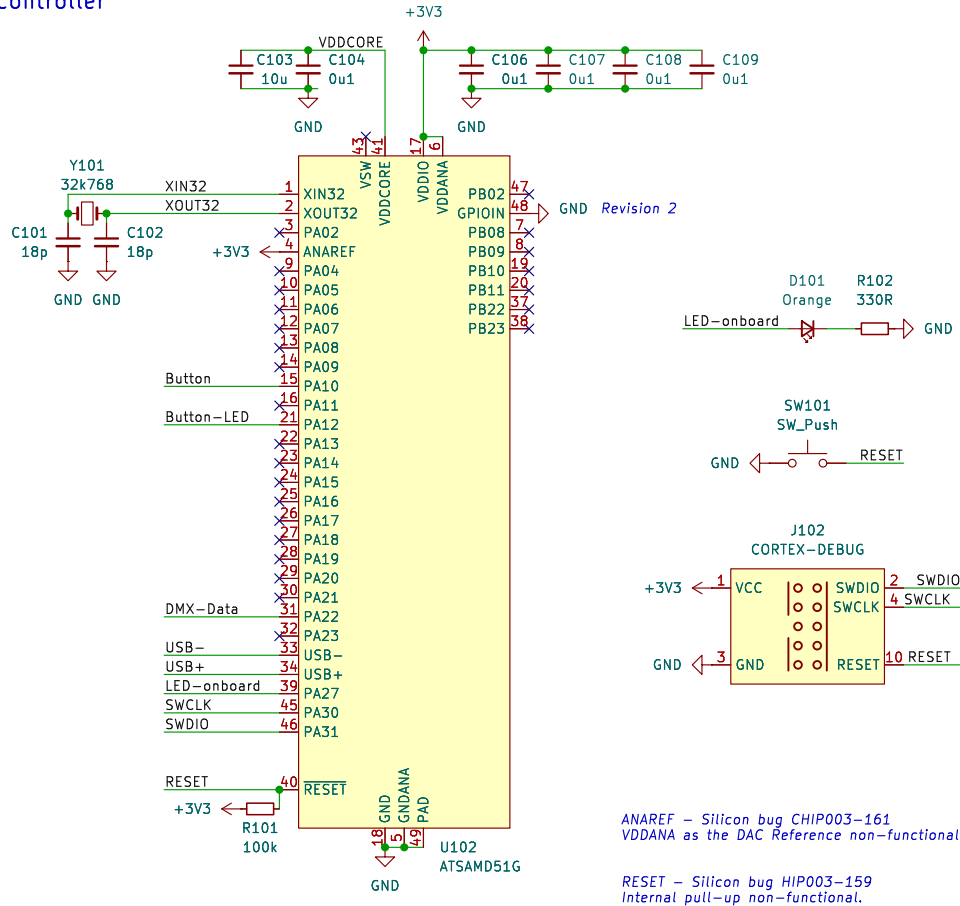 Controller
+3V3
VDDCORE
C103
10u
C104
0u1
C106
0u1
C107
0u1
C108
0u1
C109
0u1
GND
GND
43
41
17
6
VSW
VDDCORE
VDDIO
VDDANA
Y101
32k768
XIN32
XOUT32
C101
18p
C102
18p
GND
GND
+3V3
1 XIN32
2 XOUT32
3 PA02
4 ANAREF
9 PA04
10 PA05
11 PA06
12 PA07
13 PA08
14 PA09
Button 15 PA10
16 PA11
Button-LED 21 PA12
22 PA13
23 PA14
24 PA15
25 PA16
26 PA17
27 PA18
28 PA19
29 PA20
30 PA21
DMX-Data 31 PA22
32 PA23
USB- 33 USB-
USB+ 34 USB+
LED-onboard 39 PA27
SWCLK 45 PA30
SWDIO 46 PA31
RESET 40 RESET
+3V3
R101
100k
PB02 47
GPIOIN 48 GND Revision 2
PB08 7
PB09 8
PB10 19
PB11 20
PB22 37
PB23 38
GND
GNDANA
PAD
18
5
49
GND
U102
ATSAMD51G
D101
Orange
R102
330R
LED-onboard
GND
SW101
SW_Push
GND
RESET
J102
CORTEX-DEBUG
+3V3 1 VCC
SWDIO 2 SWDIO
SWCLK 4 SWCLK
GND 3 GND
RESET 10 RESET
ANAREF - Silicon bug CHIP003-161
VDDANA as the DAC Reference non-functional
RESET - Silicon bug HIP003-159
Internal pull-up non-functional.